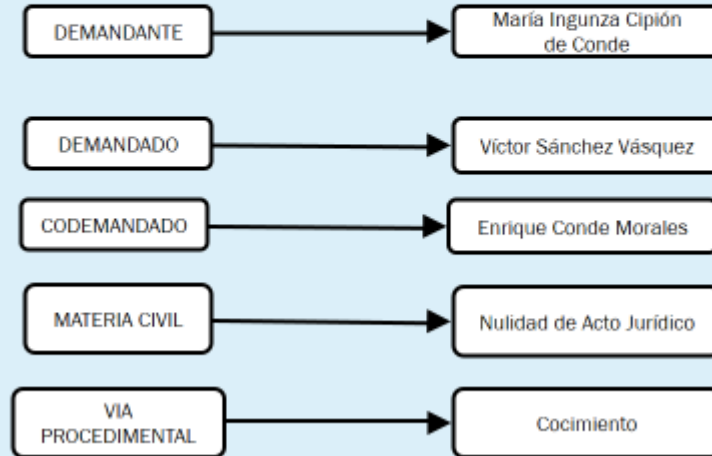 DEMANDANTE
María Ingunza Cipión
de Conde
DEMANDADO
Víctor Sánchez Vásquez
CODEMANDADO
Enrique Conde Morales
MATERIA CIVIL
Nulidad de Acto Jurídico
VIA
PROCEDIMENTAL
Cocimiento